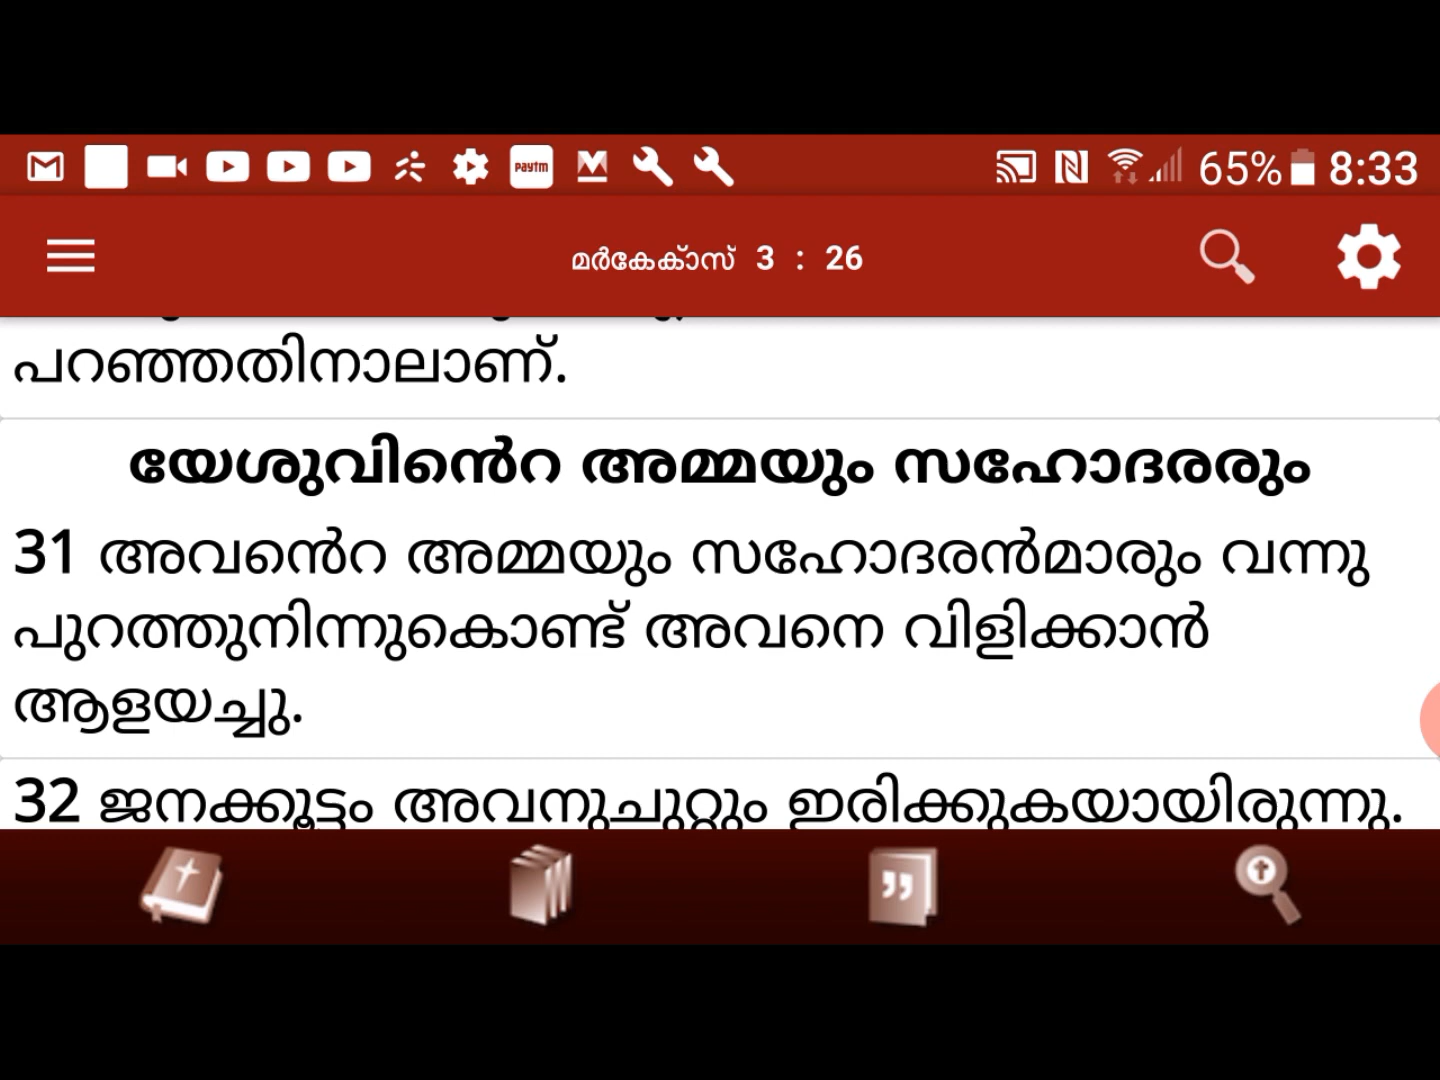 paytm 65% 8:33
മർകേക്ാസ് 3 : 26
പറഞ്ഞതിനാലാണ്.
യേശുവിൻെറ അമ്മയും സഹോദരരും
31 അവൻെറ അമ്മയും സഹോദരൻമാരും വന്നു
പുറത്തുനിന്നുകൊണ്ട് അവനെ വിളിക്കാൻ
ആളയച്ചു.
32 ജനക്കൂട്ടം അവനുചുറ്റും ഇരിക്കുകയായിരുന്നു.